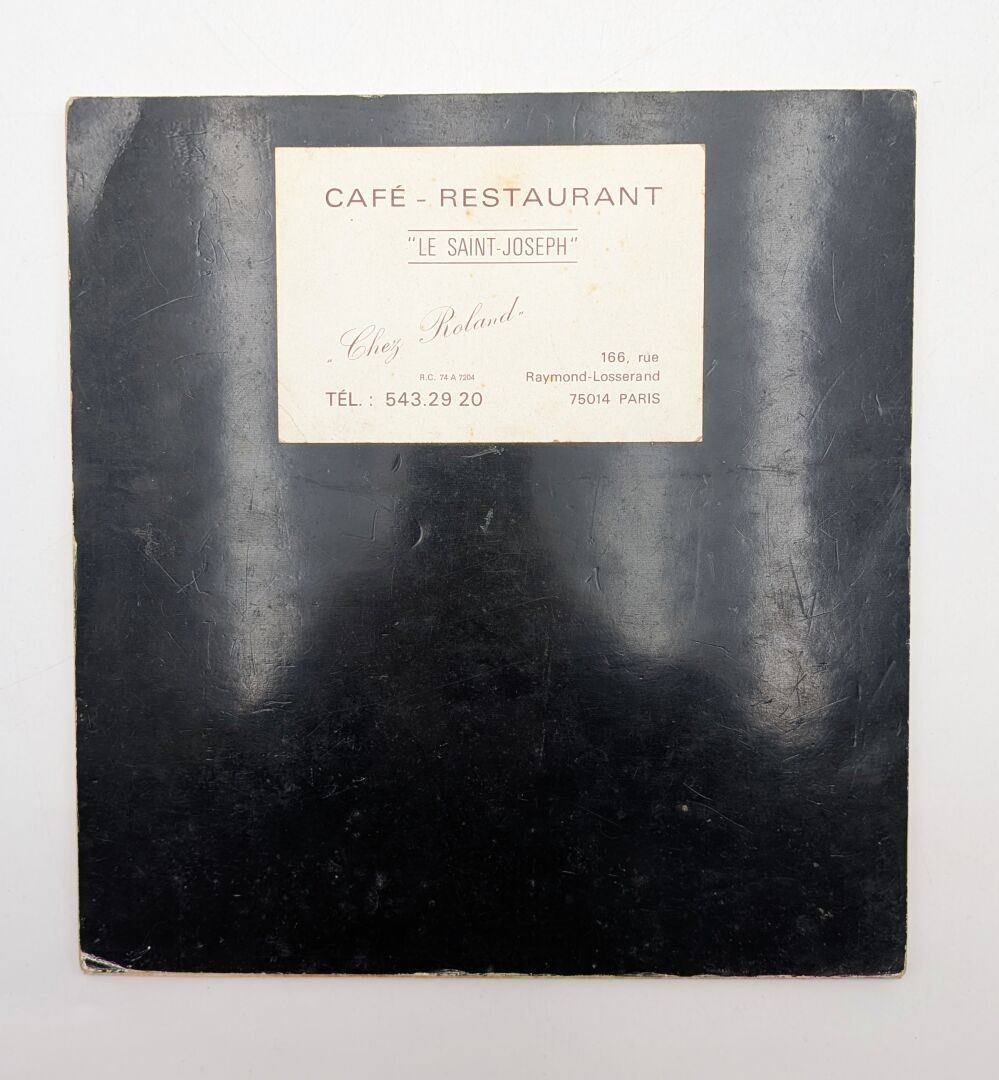 CAFÉ - RESTAURANT
"LE SAINT-JOSEPH"
"Chez Roland"
R.C. 74 A 7204
TÉL. : 543.29 20
166, rue
Raymond-Losserand
75014 PARIS